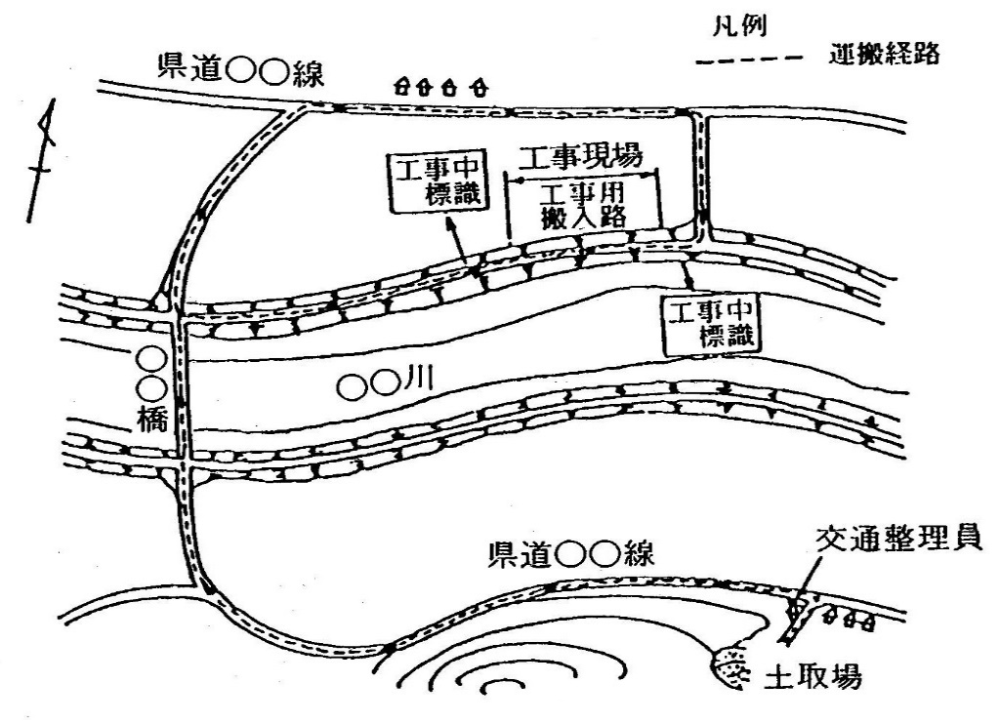 凡例
運搬経路
県道○○線
工事中
標識
工事現場
工事用
搬入路
工事中
標識
○○橋
○○川
県道○○線
交通整理員
土取場